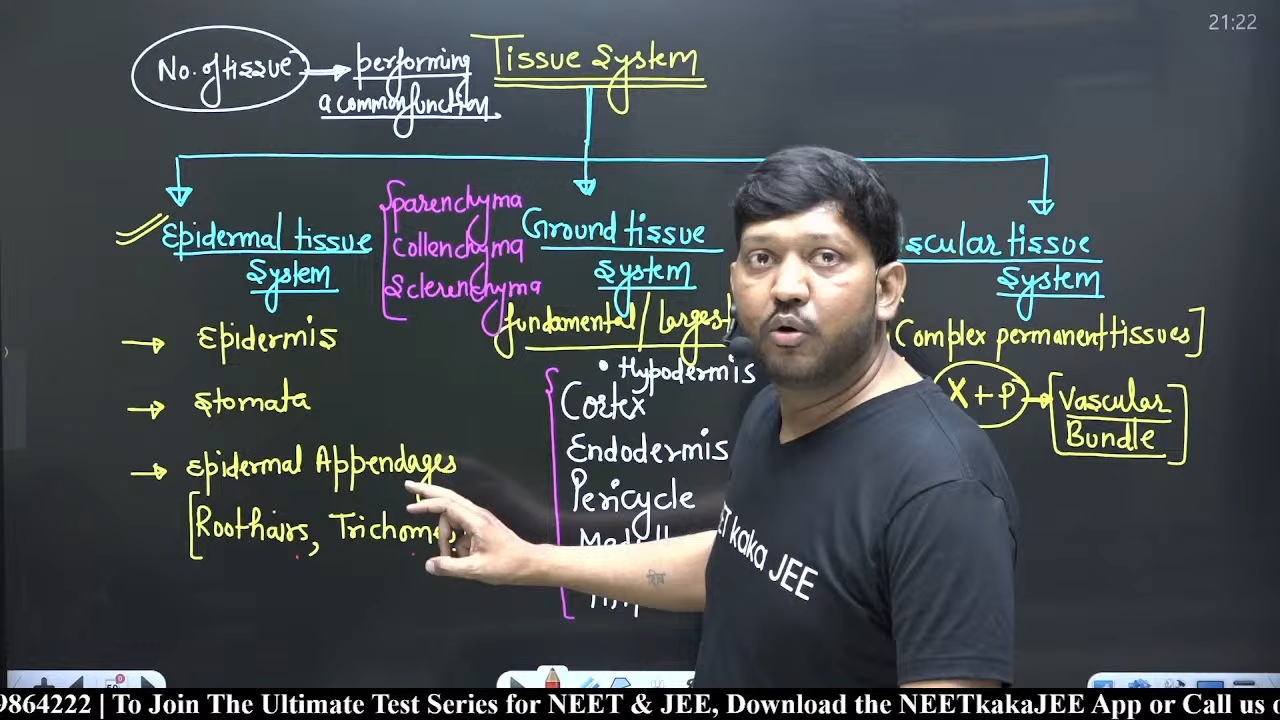 21:22
No. of tissue → performing
a common function
Tissue System
Epidermal tissue
System
parenchyma
Collenchyma
Sclerenchyma
Ground tissue
System
fundamental / Largest
scular tissue
System
[Complex permanent tissues]
X + P → [Vascular
Bundle]
→ Epidermis
→ Stomata
→ Epidermal Appendages
[Roothairs, Trichome
• Hypodermis
Cortex
Endodermis
Pericycle
ET kaka JEE
शिव
9864222 | To Join The Ultimate Test Series for NEET & JEE, Download the NEETkakaJEE App or Call us o